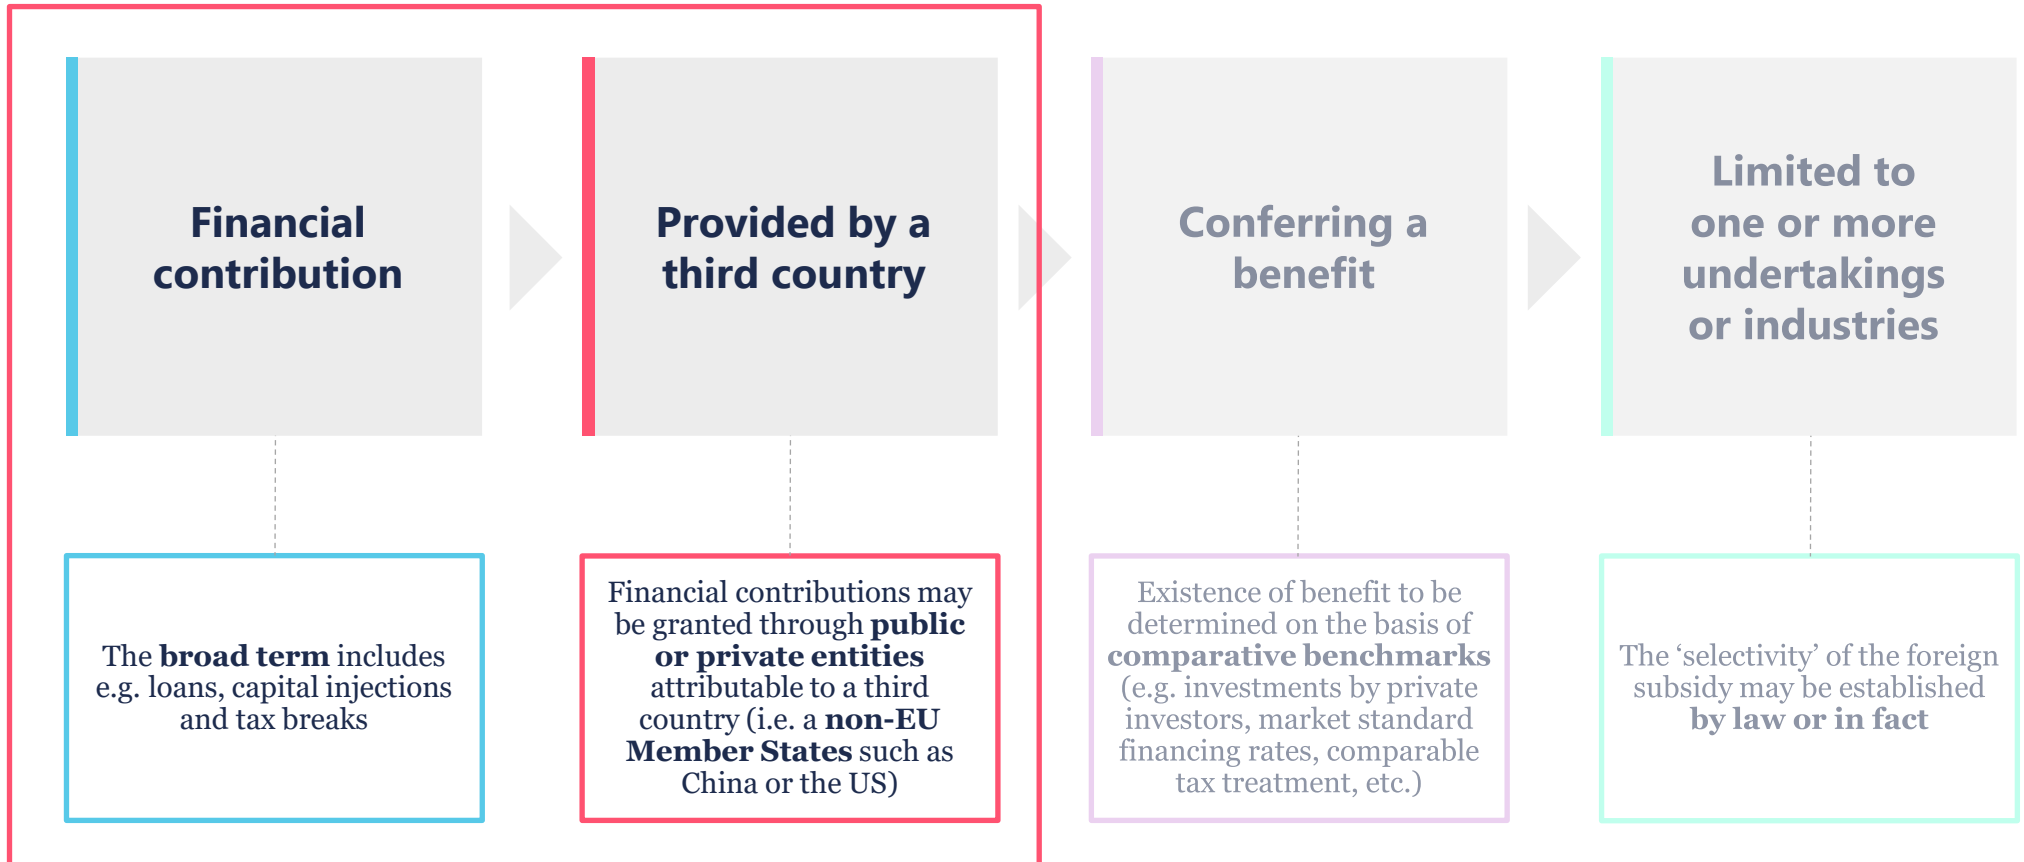 Financial
contribution
Provided by a
third country
Conferring a
benefit
Limited to
one or more
undertakings
or industries
The broad term includes
e.g. loans, capital injections
and tax breaks
Financial contributions may
be granted through public
or private entities
attributable to a third
country (i.e. a non-EU
Member States such as
China or the US)
Existence of benefit to be
determined on the basis of
comparative benchmarks
(e.g. investments by private
investors, market standard
financing rates, comparable
tax treatment, etc.)
The ‘selectivity’ of the foreign
subsidy may be established
by law or in fact